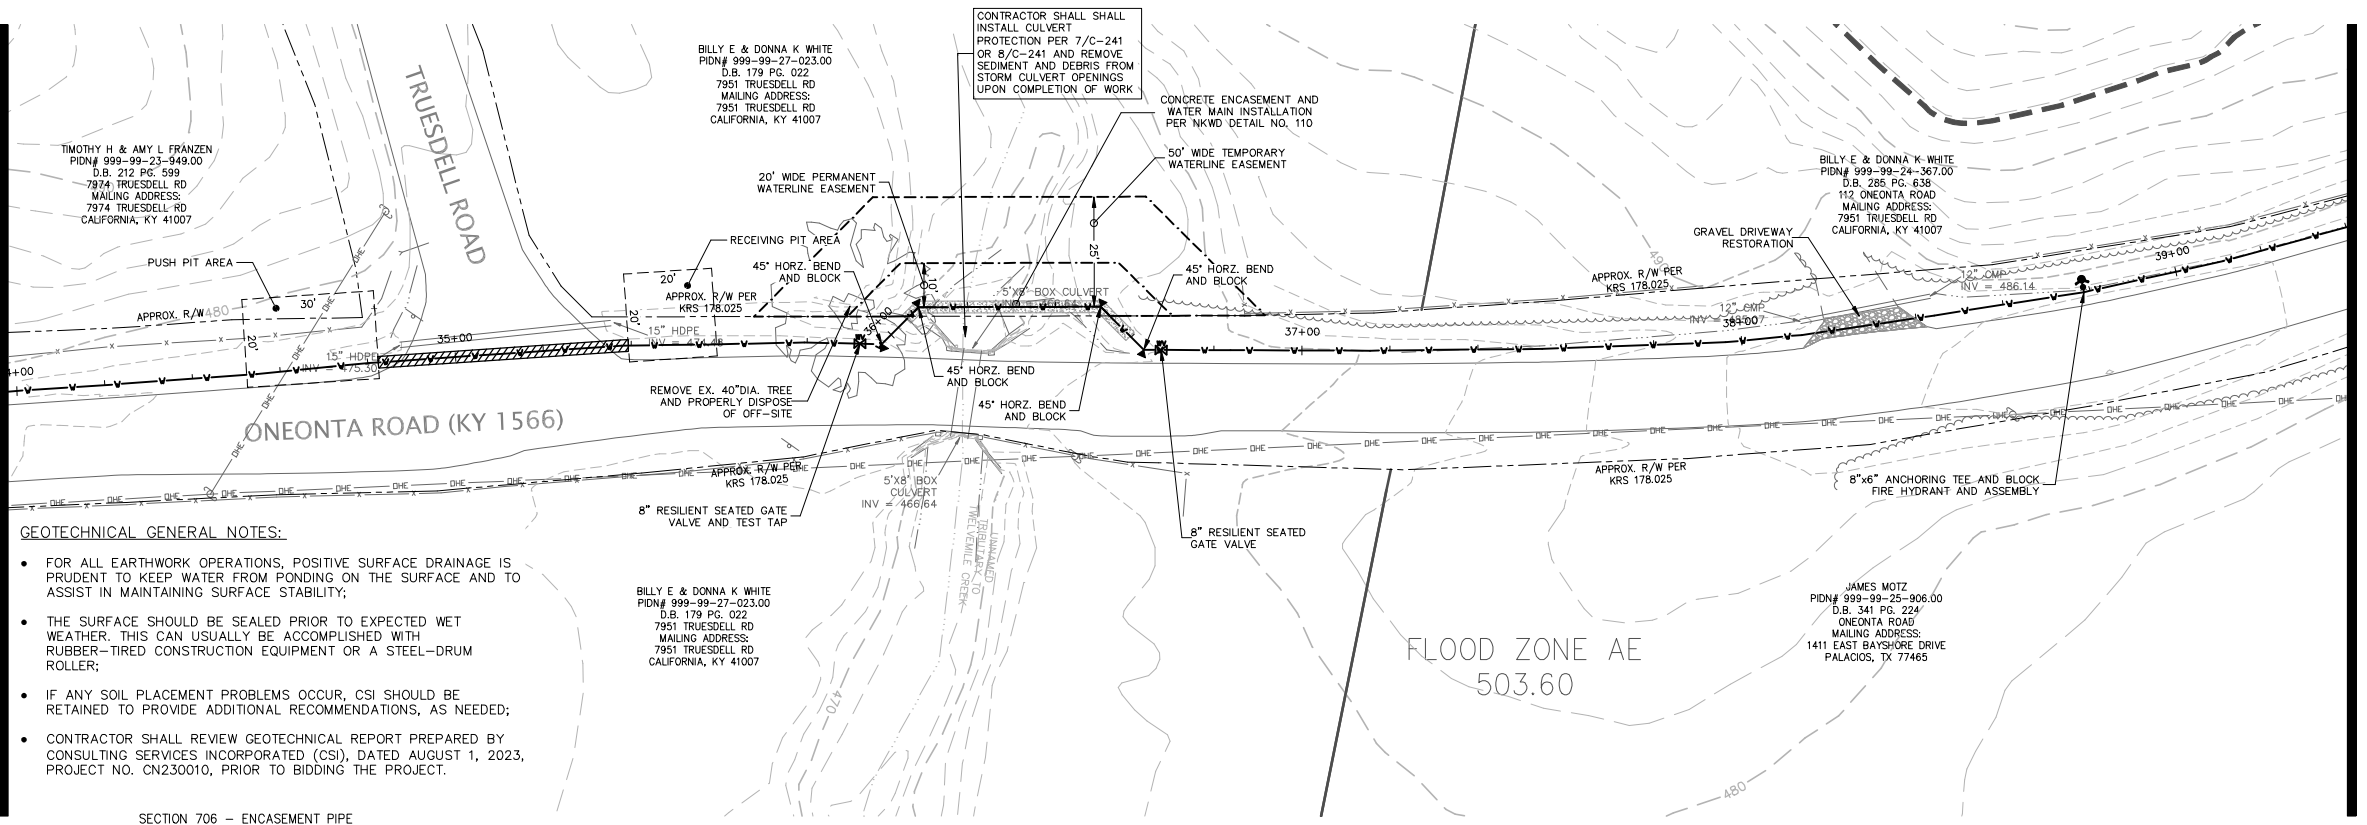 CONTRACTOR SHALL SHALL
INSTALL CULVERT
PROTECTION PER 7/C-241
OR 8/C-241 AND REMOVE
SEDIMENT AND DEBRIS FROM
STORM CULVERT OPENINGS
UPON COMPLETION OF WORK
BILLY E & DONNA K WHITE
PIDN# 999-99-27-023.00
D.B. 179 PG. 022
7951 TRUESDELL RD
MAILING ADDRESS:
7951 TRUESDELL RD
CALIFORNIA, KY 41007
TRUESDELL ROAD
CONCRETE ENCASEMENT AND
WATER MAIN INSTALLATION
PER NKWD DETAIL NO. 110
TIMOTHY H & AMY L FRANZEN
PIDN# 999-99-23-949.00
D.B. 212 PG. 599
7974 TRUESDELL RD
MAILING ADDRESS:
7974 TRUESDELL RD
CALIFORNIA, KY 41007
50' WIDE TEMPORARY
WATERLINE EASEMENT
20' WIDE PERMANENT
WATERLINE EASEMENT
BILLY E & DONNA K WHITE
PIDN# 999-99-24-367.00
D.B. 285 PG. 638
112 ONEONTA ROAD
MAILING ADDRESS:
7951 TRUESDELL RD
CALIFORNIA, KY 41007
RECEIVING PIT AREA
GRAVEL DRIVEWAY
RESTORATION
PUSH PIT AREA
45° HORZ. BEND
AND BLOCK
45° HORZ. BEND
AND BLOCK
25'
10'
20'
20'
30'
20'
490
480
APPROX. R/W
APPROX. R/W PER
KRS 178.025
APPROX. R/W PER
KRS 178.025
5'X8' BOX CULVERT
12" CMP
INV = 486.14
12" CMP
39+00
38+00
37+00
36+00
35+00
15" HDPE
INV = 475.30
15" HDPE
OHE
OHE
45° HORZ. BEND
AND BLOCK
45° HORZ. BEND
AND BLOCK
REMOVE EX. 40"DIA. TREE
AND PROPERLY DISPOSE
OF OFF-SITE
ONEONTA ROAD (KY 1566)
APPROX. R/W PER
KRS 178.025
APPROX. R/W PER
KRS 178.025
5'X8' BOX
CULVERT
INV = 466.64
8"x6" ANCHORING TEE AND BLOCK
FIRE HYDRANT AND ASSEMBLY
8" RESILIENT SEATED GATE
VALVE AND TEST TAP
8" RESILIENT SEATED
GATE VALVE
UNNAMED
TRIBUTARY TO
TWELVEMILE CREEK
GEOTECHNICAL GENERAL NOTES:
• FOR ALL EARTHWORK OPERATIONS, POSITIVE SURFACE DRAINAGE IS
PRUDENT TO KEEP WATER FROM PONDING ON THE SURFACE AND TO
ASSIST IN MAINTAINING SURFACE STABILITY;
• THE SURFACE SHOULD BE SEALED PRIOR TO EXPECTED WET
WEATHER. THIS CAN USUALLY BE ACCOMPLISHED WITH
RUBBER-TIRED CONSTRUCTION EQUIPMENT OR A STEEL-DRUM
ROLLER;
• IF ANY SOIL PLACEMENT PROBLEMS OCCUR, CSI SHOULD BE
RETAINED TO PROVIDE ADDITIONAL RECOMMENDATIONS, AS NEEDED;
• CONTRACTOR SHALL REVIEW GEOTECHNICAL REPORT PREPARED BY
CONSULTING SERVICES INCORPORATED (CSI), DATED AUGUST 1, 2023,
PROJECT NO. CN230010, PRIOR TO BIDDING THE PROJECT.
BILLY E & DONNA K WHITE
PIDN# 999-99-27-023.00
D.B. 179 PG. 022
7951 TRUESDELL RD
MAILING ADDRESS:
7951 TRUESDELL RD
CALIFORNIA, KY 41007
JAMES MOTZ
PIDN# 999-99-25-906.00
D.B. 341 PG. 224
ONEONTA ROAD
MAILING ADDRESS:
1411 EAST BAYSHORE DRIVE
PALACIOS, TX 77465
FLOOD ZONE AE
503.60
470
480
SECTION 706 - ENCASEMENT PIPE